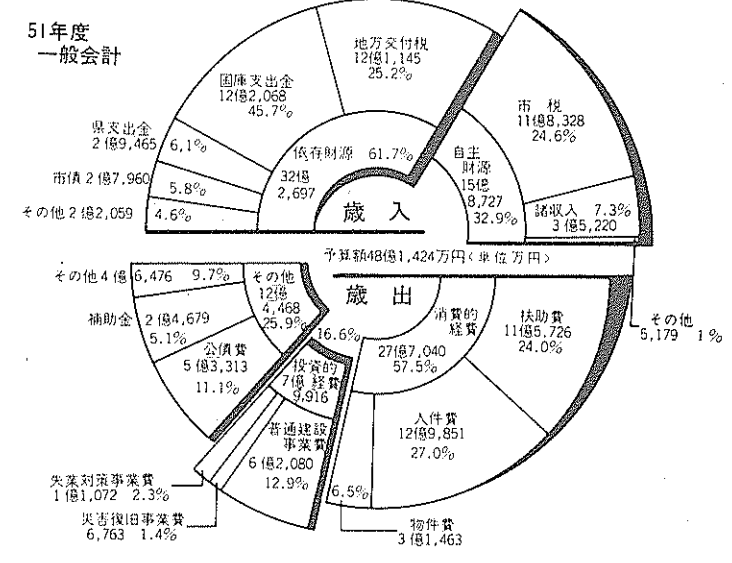 51年度
一般会計
地方交付税
12億1,145
25.2%
国庫支出金
12億2,068
45.7%
県支出金
2億9,465
6,1%
市債2億7,960
5.8%
その他2億2,059
4.6%
依存財源 61.7%
32億
2,697
自主
財源
15億
8,727
32.9%
市税
11億8,328
24.6%
諸収入 7.3%
3億5,220
歳入
予算額48億1,424万円(単位万円)
歳出
その他
5,179 1%
その他4億6,476 9.7%
補助金 2億4,679
5.1%
公債費
5億3,313
11.1%
その他
12億
4,468
25.9%
16.6%
投資的
経費
7億
9,916
普通建設
事業費
6億2,080
12.9%
失業対策事業費
1億1,072 2.3%
災害復旧事業費
6,763 1.4%
消費的
経費
27億7,040
57.5%
扶助費
11億5,726
24.0%
人件費
12億9,851
27.0%
6.5%
物件費
3億1,463